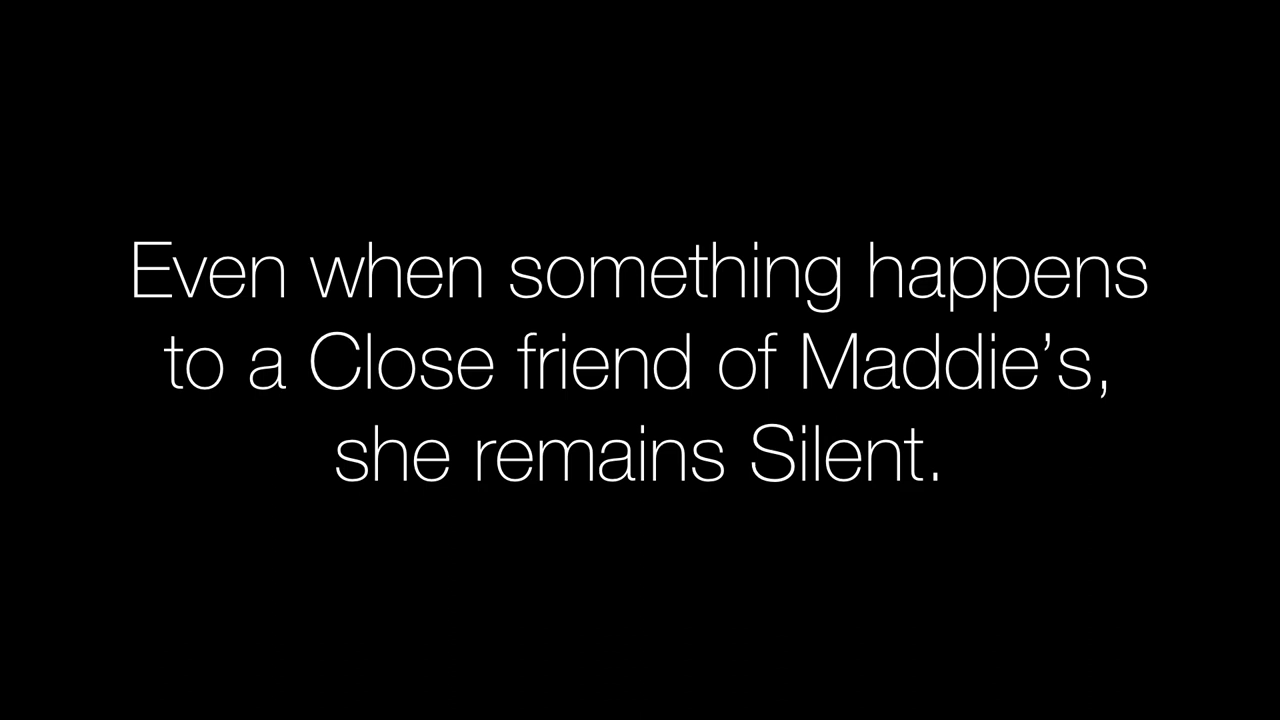 Even when something happens
to a Close friend of Maddie’s,
she remains Silent.